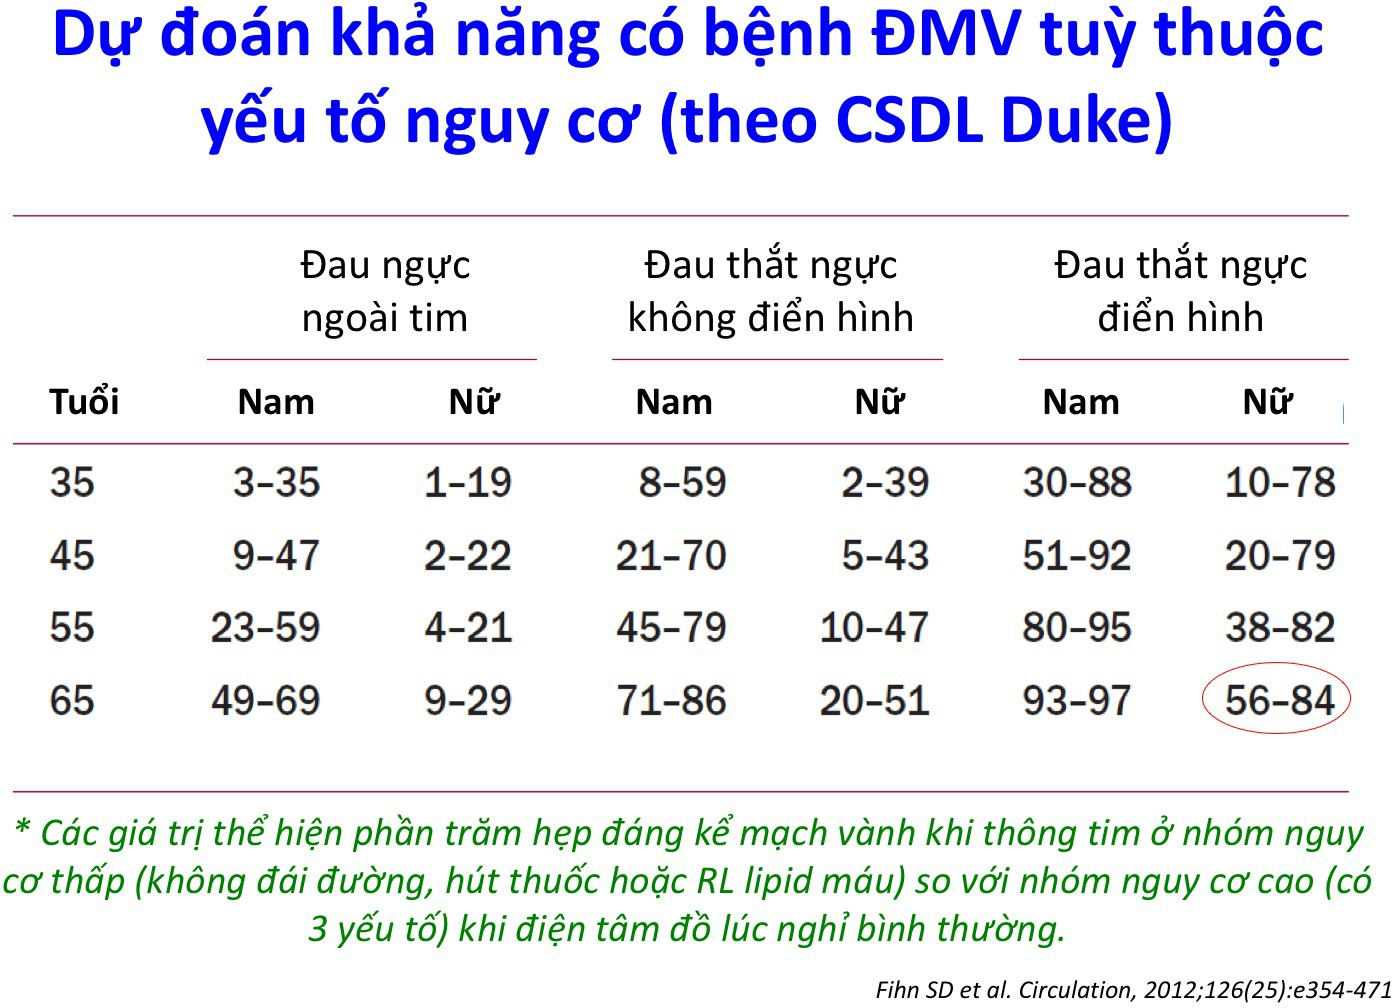 Dự đoán khả năng có bệnh ĐMV tuỳ thuộc
yếu tố nguy cơ (theo CSDL Duke)
Đau ngực Đau thắt ngực Đau thắt ngực
ngoài tim không điển hình điển hình
Tuổi Nam Nữ Nam Nữ Nam Nữ
35 3–35 1–19 8–59 2–39 30–88 10–78
45 9–47 2–22 21–70 5–43 51–92 20–79
55 23–59 4–21 45–79 10–47 80–95 38–82
65 49–69 9–29 71–86 20–51 93–97 56–84
* Các giá trị thể hiện phần trăm hẹp đáng kể mạch vành khi thông tim ở nhóm nguy
cơ thấp (không đái đường, hút thuốc hoặc RL lipid máu) so với nhóm nguy cơ cao (có
3 yếu tố) khi điện tâm đồ lúc nghỉ bình thường.
Fihn SD et al. Circulation, 2012;126(25):e354-471